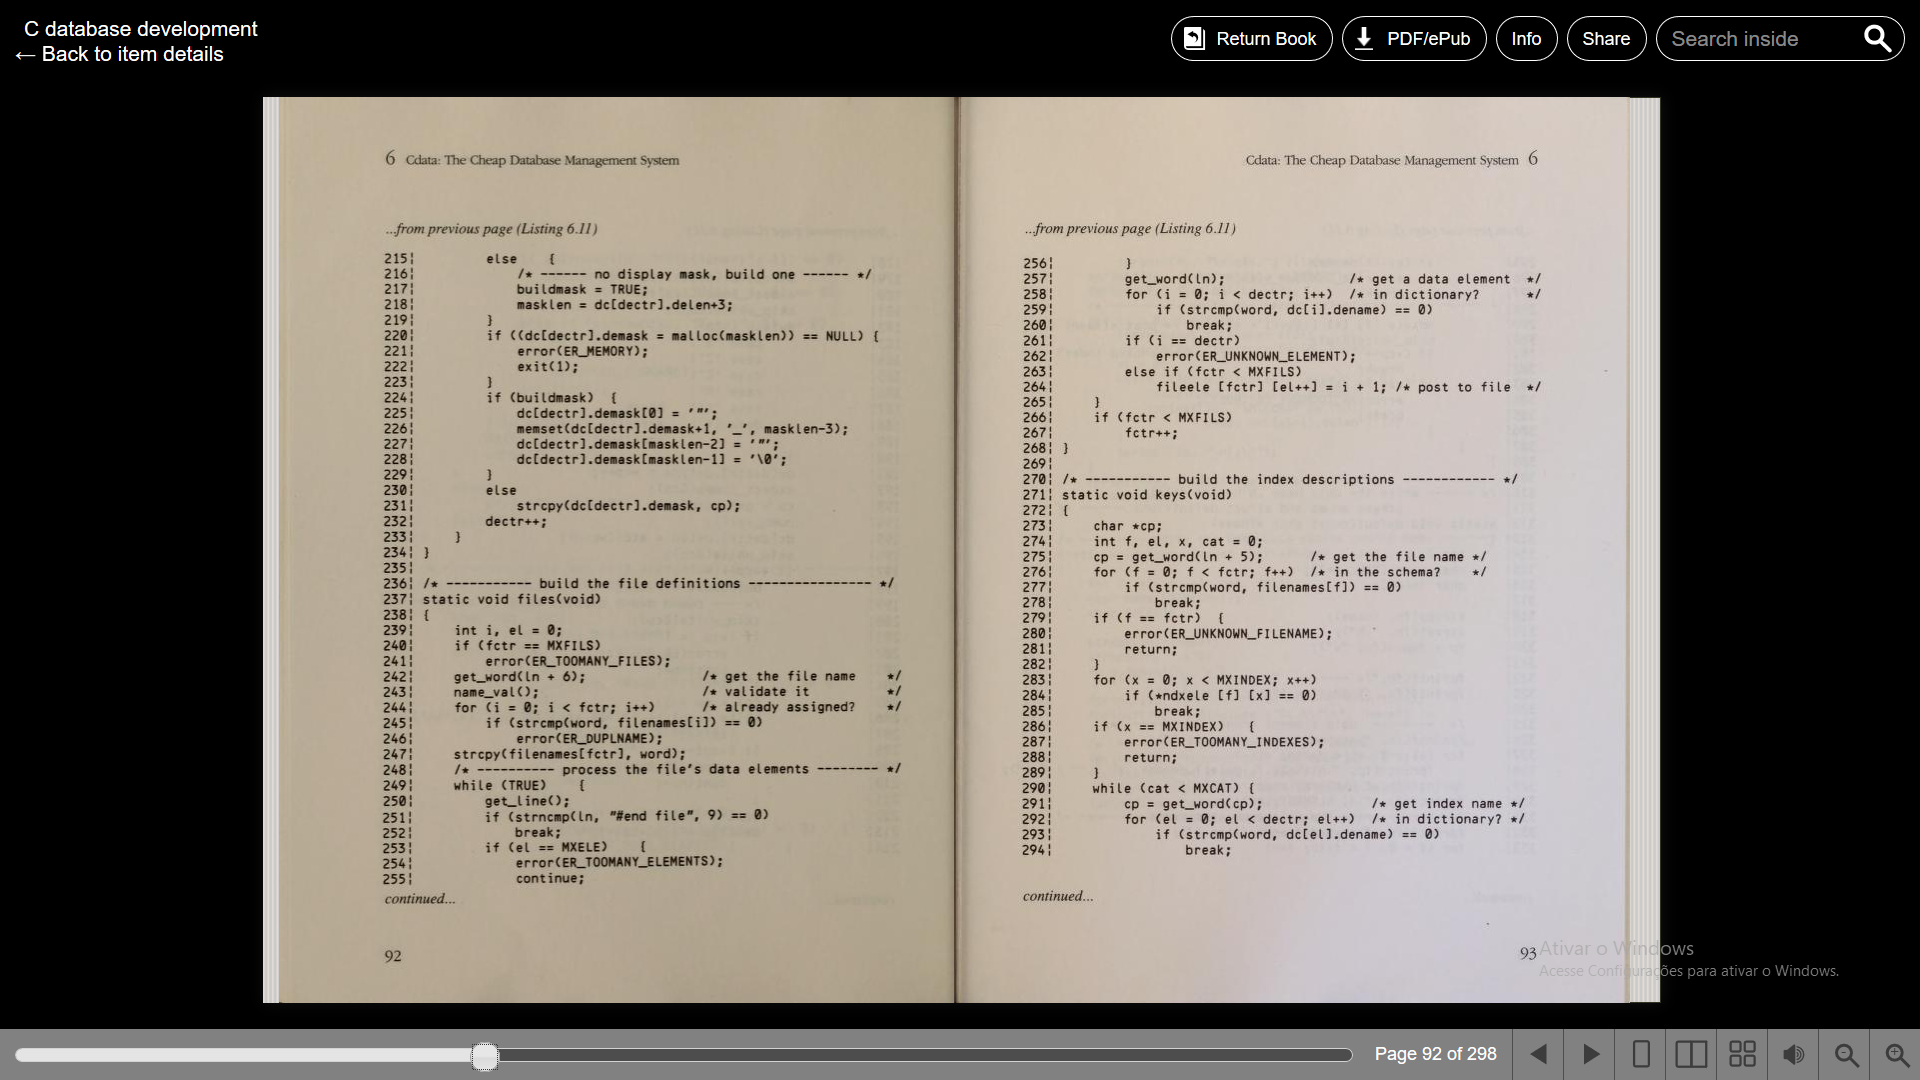 C database development
← Back to item details
Return Book
PDF/ePub
Info
Share
Search inside
6 Cdata: The Cheap Database Management System
...from previous page (Listing 6.11)
215¦         else    {
216¦             /* ------ no display mask, build one ------ */
217¦             buildmask = TRUE;
218¦             masklen = dc[dectr].delen+3;
219¦         }
220¦         if ((dc[dectr].demask = malloc(masklen)) == NULL) {
221¦             error(ER_MEMORY);
222¦             exit(1);
223¦         }
224¦         if (buildmask)  {
225¦             dc[dectr].demask[0] = '"';
226¦             memset(dc[dectr].demask+1, '_', masklen-3);
227¦             dc[dectr].demask[masklen-2] = '"';
228¦             dc[dectr].demask[masklen-1] = '\0';
229¦         }
230¦         else
231¦             strcpy(dc[dectr].demask, cp);
232¦         dectr++;
233¦     }
234¦ }
235¦
236¦ /* ----------- build the file definitions ---------------- */
237¦ static void files(void)
238¦ {
239¦     int i, el = 0;
240¦     if (fctr == MXFILS)
241¦         error(ER_TOOMANY_FILES);
242¦     get_word(ln + 6);               /* get the file name    */
243¦     name_val();                     /* validate it          */
244¦     for (i = 0; i < fctr; i++)      /* already assigned?    */
245¦         if (strcmp(word, filenames[i]) == 0)
246¦             error(ER_DUPLNAME);
247¦     strcpy(filenames[fctr], word);
248¦     /* ---------- process the file's data elements -------- */
249¦     while (TRUE)    {
250¦         get_line();
251¦         if (strncmp(ln, "#end file", 9) == 0)
252¦             break;
253¦         if (el == MXELE)    {
254¦             error(ER_TOOMANY_ELEMENTS);
255¦             continue;
continued...
92
Cdata: The Cheap Database Management System 6
...from previous page (Listing 6.11)
256¦         }
257¦         get_word(ln);                /* get a data element  */
258¦         for (i = 0; i < dectr; i++)  /* in dictionary?      */
259¦             if (strcmp(word, dc[i].dename) == 0)
260¦                 break;
261¦         if (i == dectr)
262¦             error(ER_UNKNOWN_ELEMENT);
263¦         else if (fctr < MXFILS)
264¦             fileele [fctr] [el++] = i + 1; /* post to file  */
265¦     }
266¦     if (fctr < MXFILS)
267¦         fctr++;
268¦ }
269¦
270¦ /* ----------- build the index descriptions ------------ */
271¦ static void keys(void)
272¦ {
273¦     char *cp;
274¦     int f, el, x, cat = 0;
275¦     cp = get_word(ln + 5);      /* get the file name */
276¦     for (f = 0; f < fctr; f++)  /* in the schema?    */
277¦         if (strcmp(word, filenames[f]) == 0)
278¦             break;
279¦     if (f == fctr)  {
280¦         error(ER_UNKNOWN_FILENAME);
281¦         return;
282¦     }
283¦     for (x = 0; x < MXINDEX; x++)
284¦         if (*ndxele [f] [x] == 0)
285¦             break;
286¦     if (x == MXINDEX)   {
287¦         error(ER_TOOMANY_INDEXES);
288¦         return;
289¦     }
290¦     while (cat < MXCAT) {
291¦         cp = get_word(cp);              /* get index name */
292¦         for (el = 0; el < dectr; el++)  /* in dictionary? */
293¦             if (strcmp(word, dc[el].dename) == 0)
294¦                 break;
continued...
93
Ativar o Windows
Acesse Configurações para ativar o Windows.
Page 92 of 298